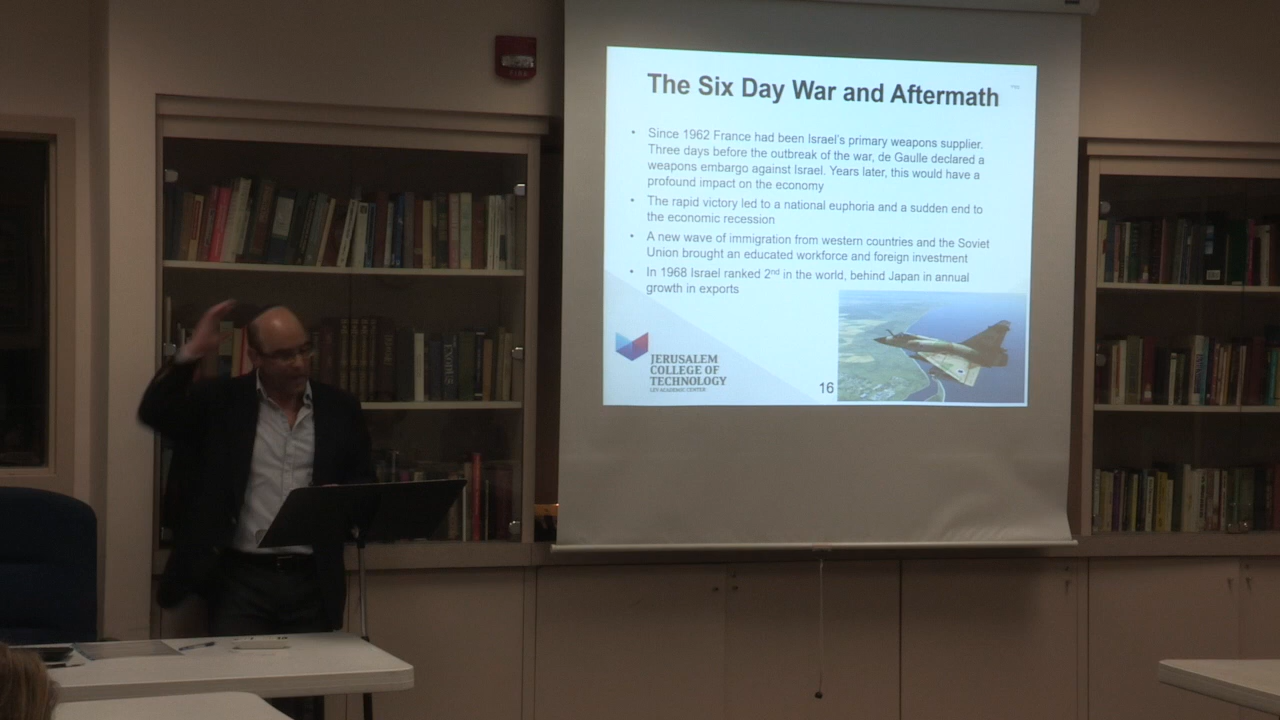 The Six Day War and Aftermath
• Since 1962 France had been Israel's primary weapons supplier.
Three days before the outbreak of the war, de Gaulle declared a
weapons embargo against Israel. Years later, this would have a
profound impact on the economy
• The rapid victory led to a national euphoria and a sudden end to
the economic recession
• A new wave of immigration from western countries and the Soviet
Union brought an educated workforce and foreign investment
• In 1968 Israel ranked 2nd in the world, behind Japan in annual
growth in exports
JERUSALEM
COLLEGE OF
TECHNOLOGY
LEV ACADEMIC CENTER
16